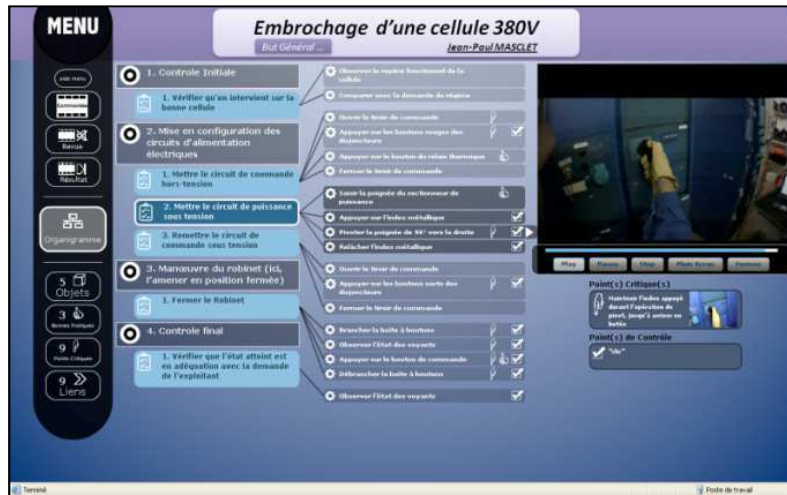 MENU
Embrochage d'une cellule 380V
But Général ...
Jean-Paul MASCLET
Revue
Résultat
Organigramme
5
Objets
3
Bonnes Pratiques
9
Points Critiques
9
Liens
1. Controle Initiale
1. Vérifier qu'on intervient sur la
bonne cellule
2. Mise en configuration des
circuits d'alimentation
électriques
1. Mettre le circuit de commande
hors-tension
2. Mettre le circuit de puissance
sous tension
3. Remettre le circuit de
commande sous tension
3. Manœuvre du robinet (ici,
l'amener en position fermée)
1. Fermer le Robinet
4. Controle final
1. Vérifier que l'état atteint est
en adéquation avec la demande
de l'exploitant
Observer le repère fonctionnel de la
cellule
Comparer avec la demande de régime
Ouvrir le tiroir de commande
Appuyer sur les boutons rouges des
disjoncteurs
Appuyer sur le bouton du relais thermique
Fermer le tiroir de commande
Saisir la poignée du sectionneur de
puissance
Appuyer sur l'index métallique
Pivoter la poignée de 90° vers la droite
Relâcher l'index métallique
Ouvrir le tiroir de commande
Appuyer sur les boutons verts des
disjoncteurs
Fermer le tiroir de commande
Brancher la boîte à boutons
Observer l'état des voyants
Appuyer sur le bouton de commande
Débrancher la boîte à boutons
Observer l'état des voyants
Play
Pause
Stop
Plein Ecran
Fermer
Point(s) Critique(s)
Maintenir l'index appuyé
durant l'opération de
pivot, jusqu'à arriver en
butée
Point(s) de Contrôle
"clic"
Terminé
Poste de travail